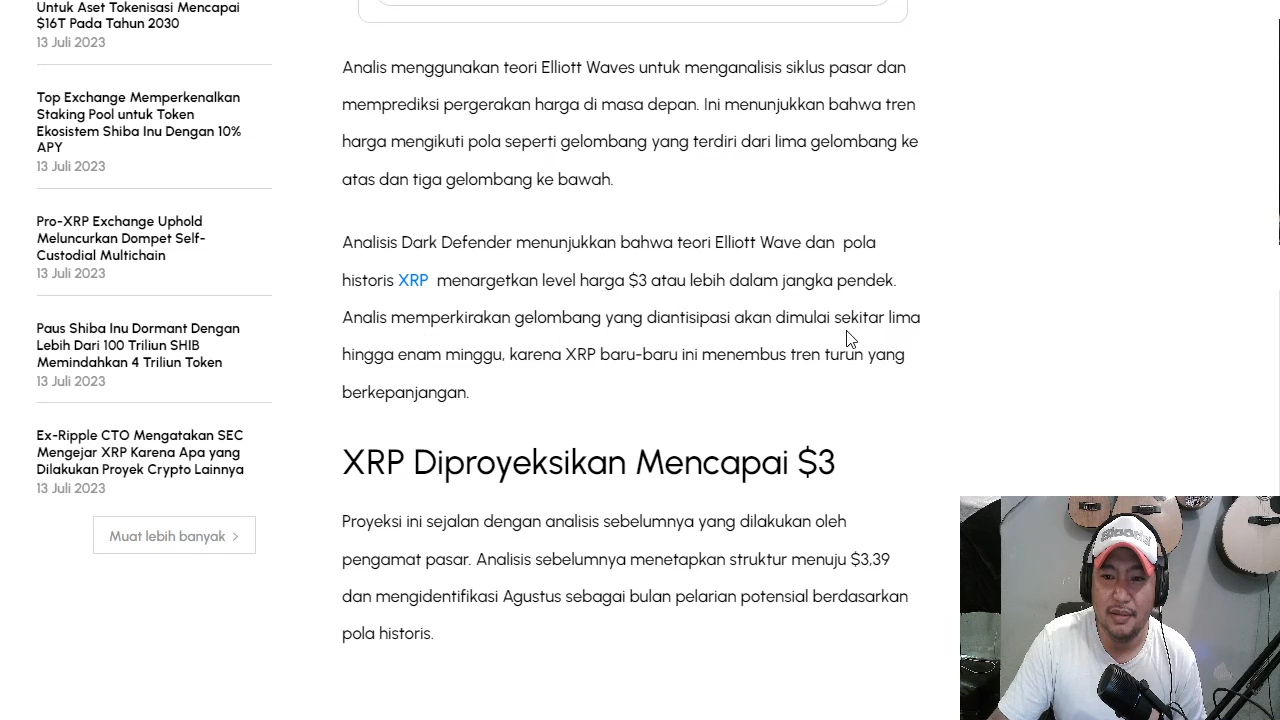 Untuk Aset Tokenisasi Mencapai
$16T Pada Tahun 2030
13 Juli 2023
Top Exchange Memperkenalkan
Staking Pool untuk Token
Ekosistem Shiba Inu Dengan 10%
APY
13 Juli 2023
Pro-XRP Exchange Uphold
Meluncurkan Dompet Self-
Custodial Multichain
13 Juli 2023
Paus Shiba Inu Dormant Dengan
Lebih Dari 100 Triliun SHIB
Memindahkan 4 Triliun Token
13 Juli 2023
Ex-Ripple CTO Mengatakan SEC
Mengejar XRP Karena Apa yang
Dilakukan Proyek Crypto Lainnya
13 Juli 2023
Muat lebih banyak >
Analis menggunakan teori Elliott Waves untuk menganalisis siklus pasar dan
memprediksi pergerakan harga di masa depan. Ini menunjukkan bahwa tren
harga mengikuti pola seperti gelombang yang terdiri dari lima gelombang ke
atas dan tiga gelombang ke bawah.
Analisis Dark Defender menunjukkan bahwa teori Elliott Wave dan pola
historis XRP menargetkan level harga $3 atau lebih dalam jangka pendek.
Analis memperkirakan gelombang yang diantisipasi akan dimulai sekitar lima
hingga enam minggu, karena XRP baru-baru ini menembus tren turun yang
berkepanjangan.
XRP Diproyeksikan Mencapai $3
Proyeksi ini sejalan dengan analisis sebelumnya yang dilakukan oleh
pengamat pasar. Analisis sebelumnya menetapkan struktur menuju $3,39
dan mengidentifikasi Agustus sebagai bulan pelarian potensial berdasarkan
pola historis.